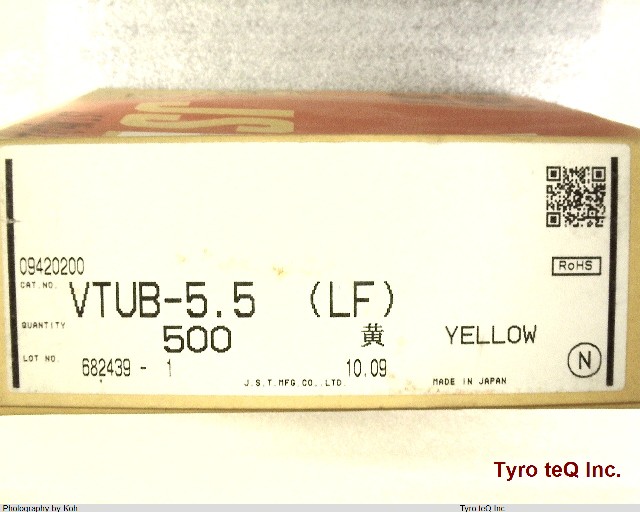 JSS
09420200
CAT.NO. VTUB-5.5 (LF)
RoHS
QUANTITY 500 黄 YELLOW
LOT NO. 682439 - 1 10.09
N
J.S.T.MFG.CO.,LTD. MADE IN JAPAN
Tyro teQ Inc.
Photography by Koh Tyro teQ Inc